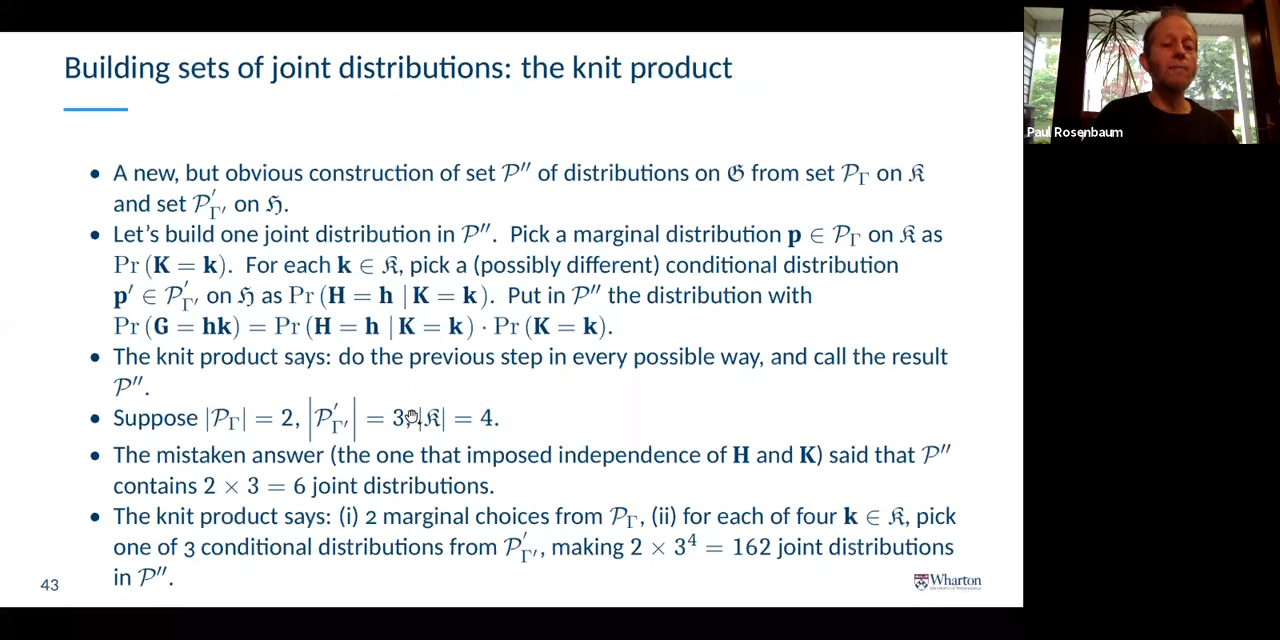 Building sets of joint distributions: the knit product
Paul Rosenbaum
• A new, but obvious construction of set 𝒫″ of distributions on 𝔊 from set 𝒫_Γ on 𝔎
and set 𝒫′_Γ′ on ℌ.
• Let's build one joint distribution in 𝒫″. Pick a marginal distribution p ∈ 𝒫_Γ on 𝔎 as
Pr (K = k). For each k ∈ 𝔎, pick a (possibly different) conditional distribution
p′ ∈ 𝒫′_Γ′ on ℌ as Pr (H = h | K = k). Put in 𝒫″ the distribution with
Pr (G = hk) = Pr (H = h | K = k) · Pr (K = k).
• The knit product says: do the previous step in every possible way, and call the result
𝒫″.
• Suppose |𝒫_Γ| = 2, |𝒫′_Γ′| = 3, |𝔎| = 4.
• The mistaken answer (the one that imposed independence of H and K) said that 𝒫″
contains 2 × 3 = 6 joint distributions.
• The knit product says: (i) 2 marginal choices from 𝒫_Γ, (ii) for each of four k ∈ 𝔎, pick
one of 3 conditional distributions from 𝒫′_Γ′, making 2 × 3⁴ = 162 joint distributions
in 𝒫″.
43
Wharton